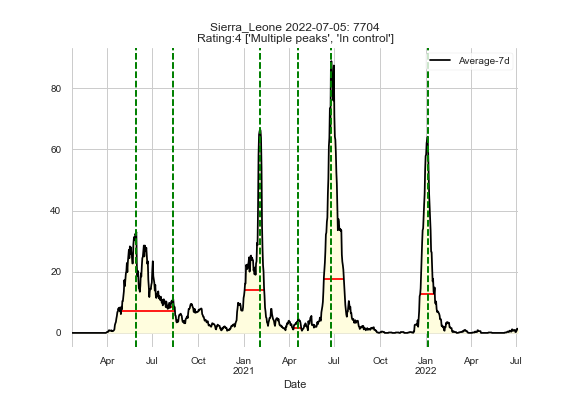 Sierra_Leone 2022-07-05: 7704
Rating:4 ['Multiple peaks', 'In control']
Average-7d
80
60
40
20
0
Apr Jul Oct Jan Apr Jul Oct Jan Apr Jul
2021 2022
Date